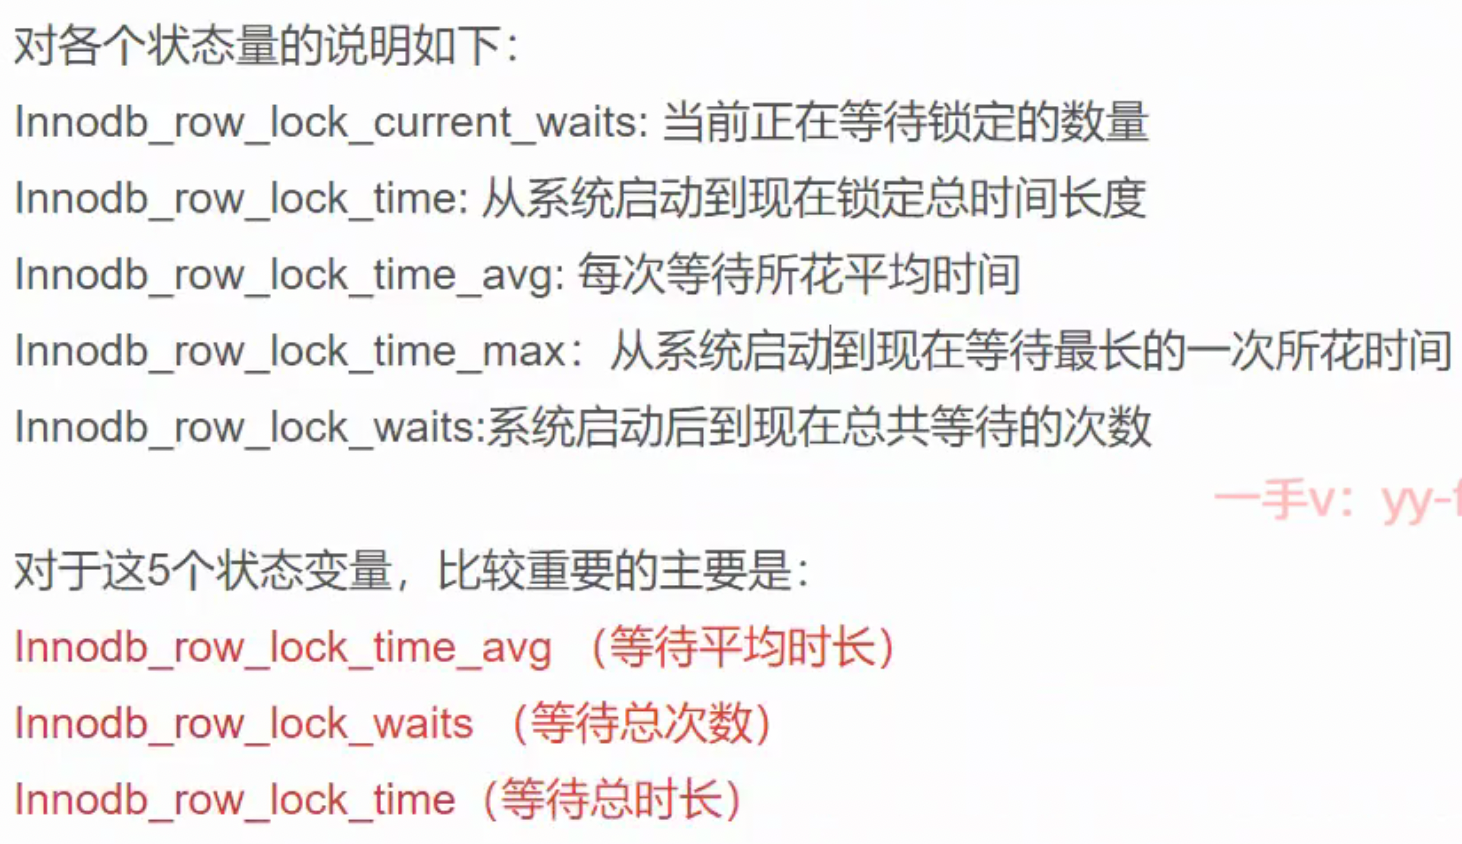 对各个状态量的说明如下：
Innodb_row_lock_current_waits: 当前正在等待锁定的数量
Innodb_row_lock_time: 从系统启动到现在锁定总时间长度
Innodb_row_lock_time_avg: 每次等待所花平均时间
Innodb_row_lock_time_max：从系统启动到现在等待最长的一次所花时间
Innodb_row_lock_waits:系统启动后到现在总共等待的次数
一手v：yy-
对于这5个状态变量，比较重要的主要是：
Innodb_row_lock_time_avg （等待平均时长）
Innodb_row_lock_waits （等待总次数）
Innodb_row_lock_time（等待总时长）